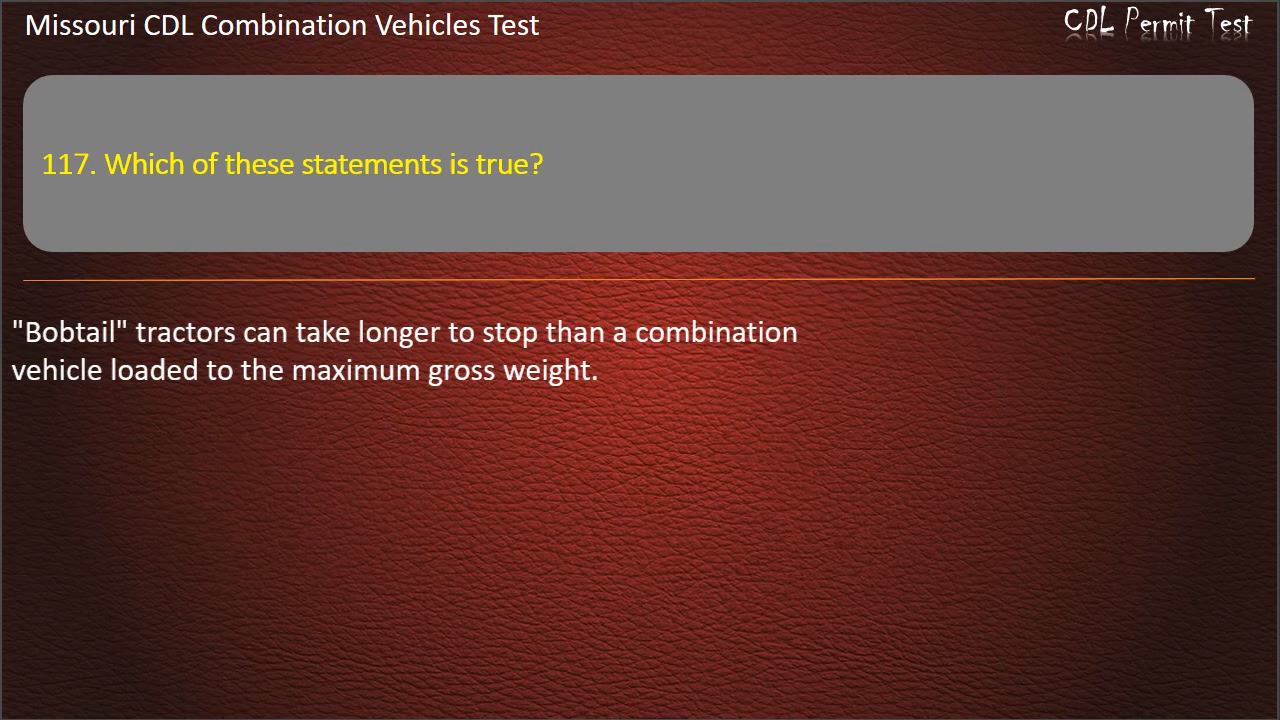 Missouri CDL Combination Vehicles Test
CDL Permit Test
117. Which of these statements is true?
"Bobtail" tractors can take longer to stop than a combination
vehicle loaded to the maximum gross weight.